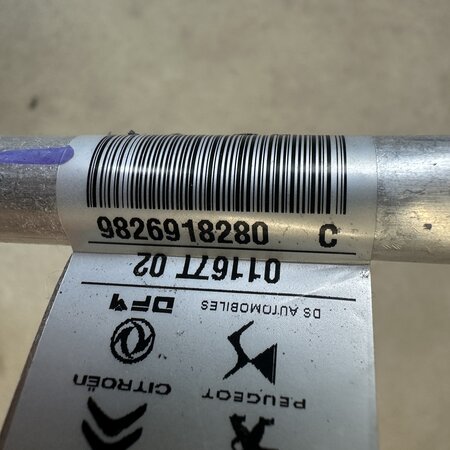 9826918280 C
01167T 02
DS AUTOMOBILES
DFM
PEUGEOT
CITROËN